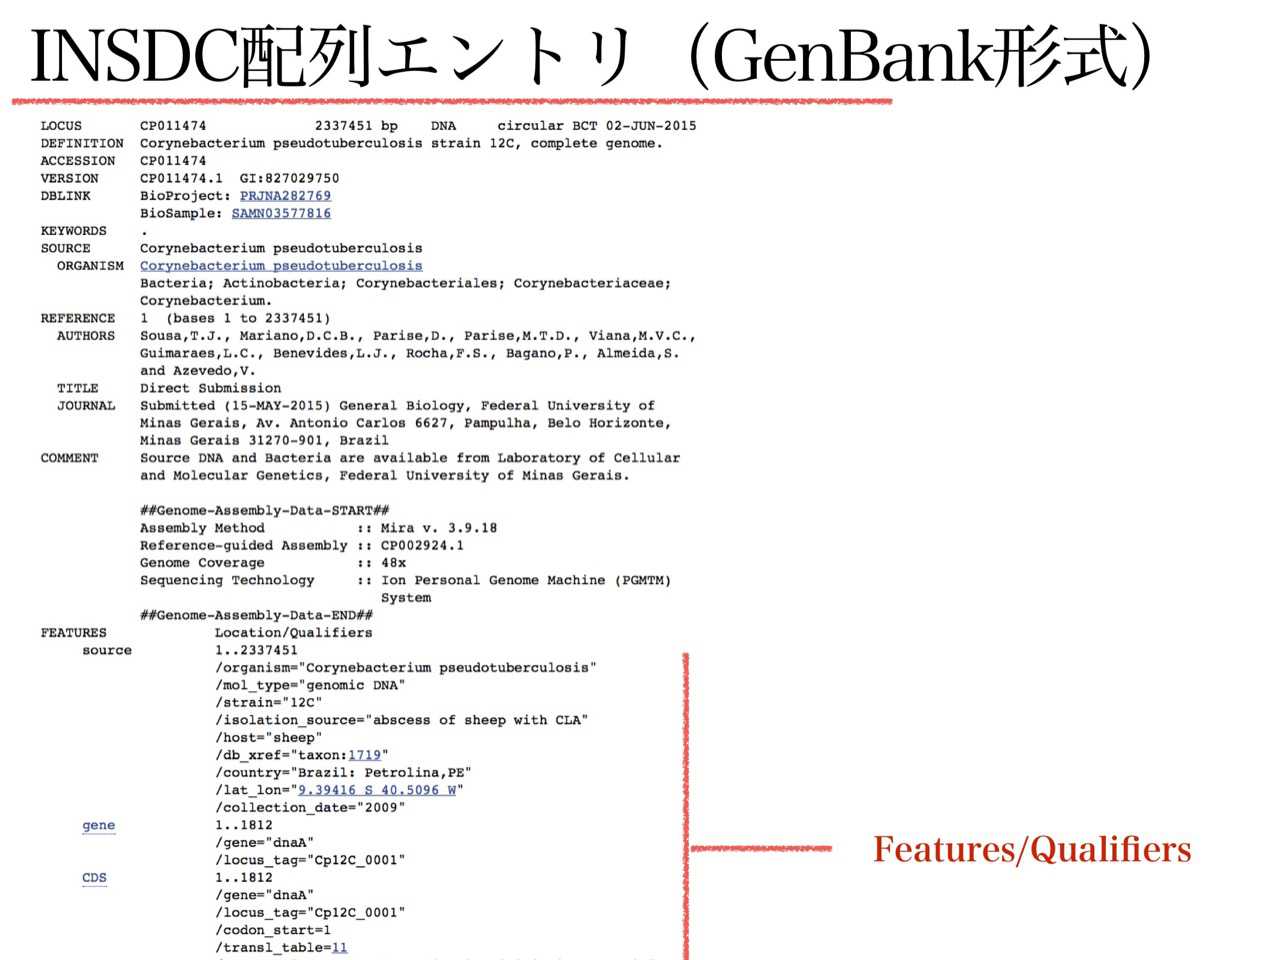 INSDC配列エントリ（GenBank形式）
LOCUS CP011474 2337451 bp DNA circular BCT 02-JUN-2015
DEFINITION Corynebacterium pseudotuberculosis strain 12C, complete genome.
ACCESSION CP011474
VERSION CP011474.1 GI:827029750
DBLINK BioProject: PRJNA282769
BioSample: SAMN03577816
KEYWORDS .
SOURCE Corynebacterium pseudotuberculosis
ORGANISM Corynebacterium pseudotuberculosis
Bacteria; Actinobacteria; Corynebacteriales; Corynebacteriaceae;
Corynebacterium.
REFERENCE 1 (bases 1 to 2337451)
AUTHORS Sousa,T.J., Mariano,D.C.B., Parise,D., Parise,M.T.D., Viana,M.V.C.,
Guimaraes,L.C., Benevides,L.J., Rocha,F.S., Bagano,P., Almeida,S.
and Azevedo,V.
TITLE Direct Submission
JOURNAL Submitted (15-MAY-2015) General Biology, Federal University of
Minas Gerais, Av. Antonio Carlos 6627, Pampulha, Belo Horizonte,
Minas Gerais 31270-901, Brazil
COMMENT Source DNA and Bacteria are available from Laboratory of Cellular
and Molecular Genetics, Federal University of Minas Gerais.
##Genome-Assembly-Data-START##
Assembly Method :: Mira v. 3.9.18
Reference-guided Assembly :: CP002924.1
Genome Coverage :: 48x
Sequencing Technology :: Ion Personal Genome Machine (PGMTM)
System
##Genome-Assembly-Data-END##
FEATURES Location/Qualifiers
source 1..2337451
/organism="Corynebacterium pseudotuberculosis"
/mol_type="genomic DNA"
/strain="12C"
/isolation_source="abscess of sheep with CLA"
/host="sheep"
/db_xref="taxon:1719"
/country="Brazil: Petrolina,PE"
/lat_lon="9.39416 S 40.5096 W"
/collection_date="2009"
gene 1..1812
/gene="dnaA"
/locus_tag="Cp12C_0001"
CDS 1..1812
/gene="dnaA"
/locus_tag="Cp12C_0001"
/codon_start=1
/transl_table=11
Features/Qualifiers